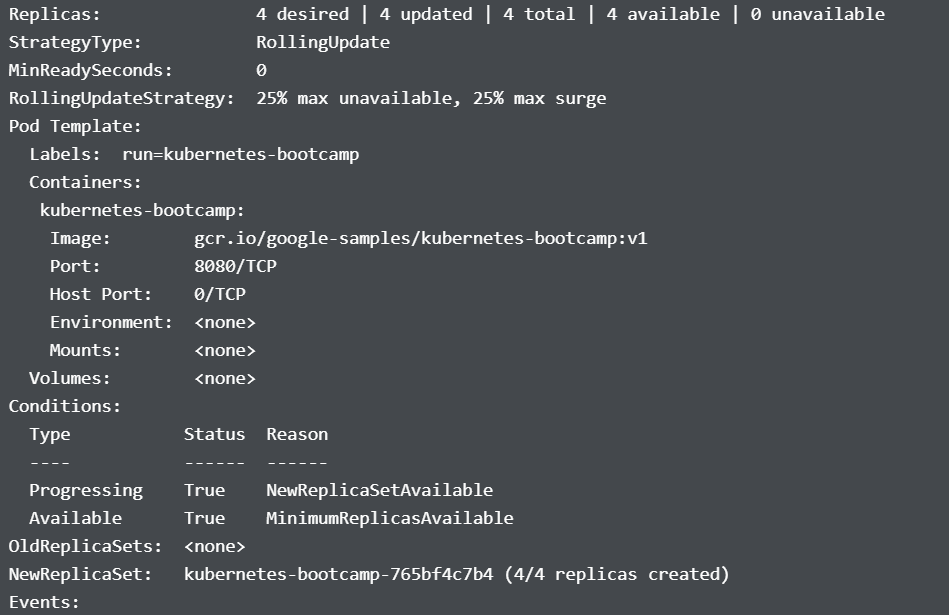 Replicas: 4 desired | 4 updated | 4 total | 4 available | 0 unavailable
StrategyType: RollingUpdate
MinReadySeconds: 0
RollingUpdateStrategy: 25% max unavailable, 25% max surge
Pod Template:
Labels: run=kubernetes-bootcamp
Containers:
kubernetes-bootcamp:
Image: gcr.io/google-samples/kubernetes-bootcamp:v1
Port: 8080/TCP
Host Port: 0/TCP
Environment: <none>
Mounts: <none>
Volumes: <none>
Conditions:
Type Status Reason
---- ------ ------
Progressing True NewReplicaSetAvailable
Available True MinimumReplicasAvailable
OldReplicaSets: <none>
NewReplicaSet: kubernetes-bootcamp-765bf4c7b4 (4/4 replicas created)
Events: